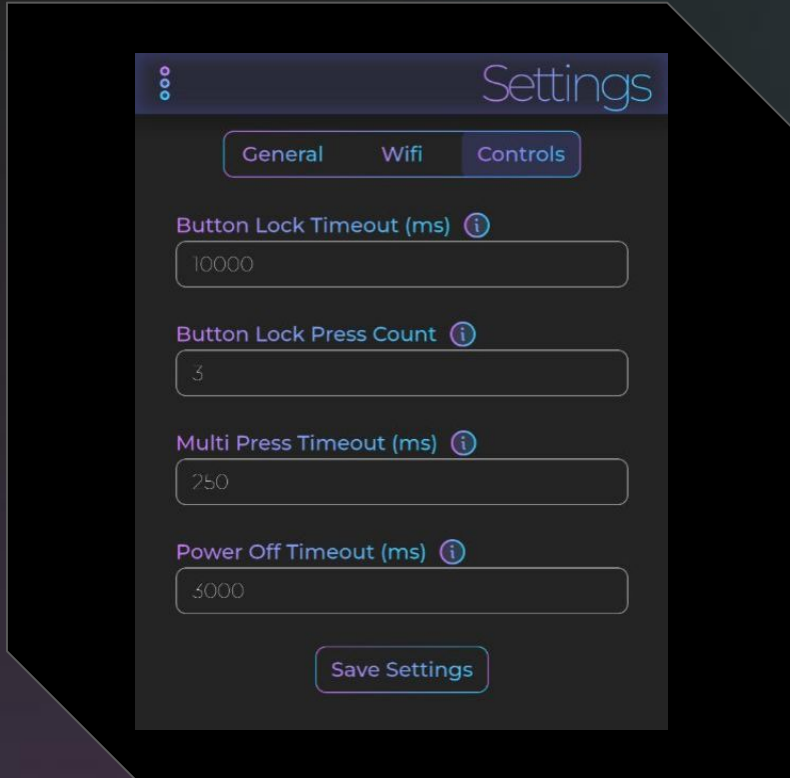 Settings
General Wifi Controls
Button Lock Timeout (ms)
10000
Button Lock Press Count
3
Multi Press Timeout (ms)
250
Power Off Timeout (ms)
3000
Save Settings